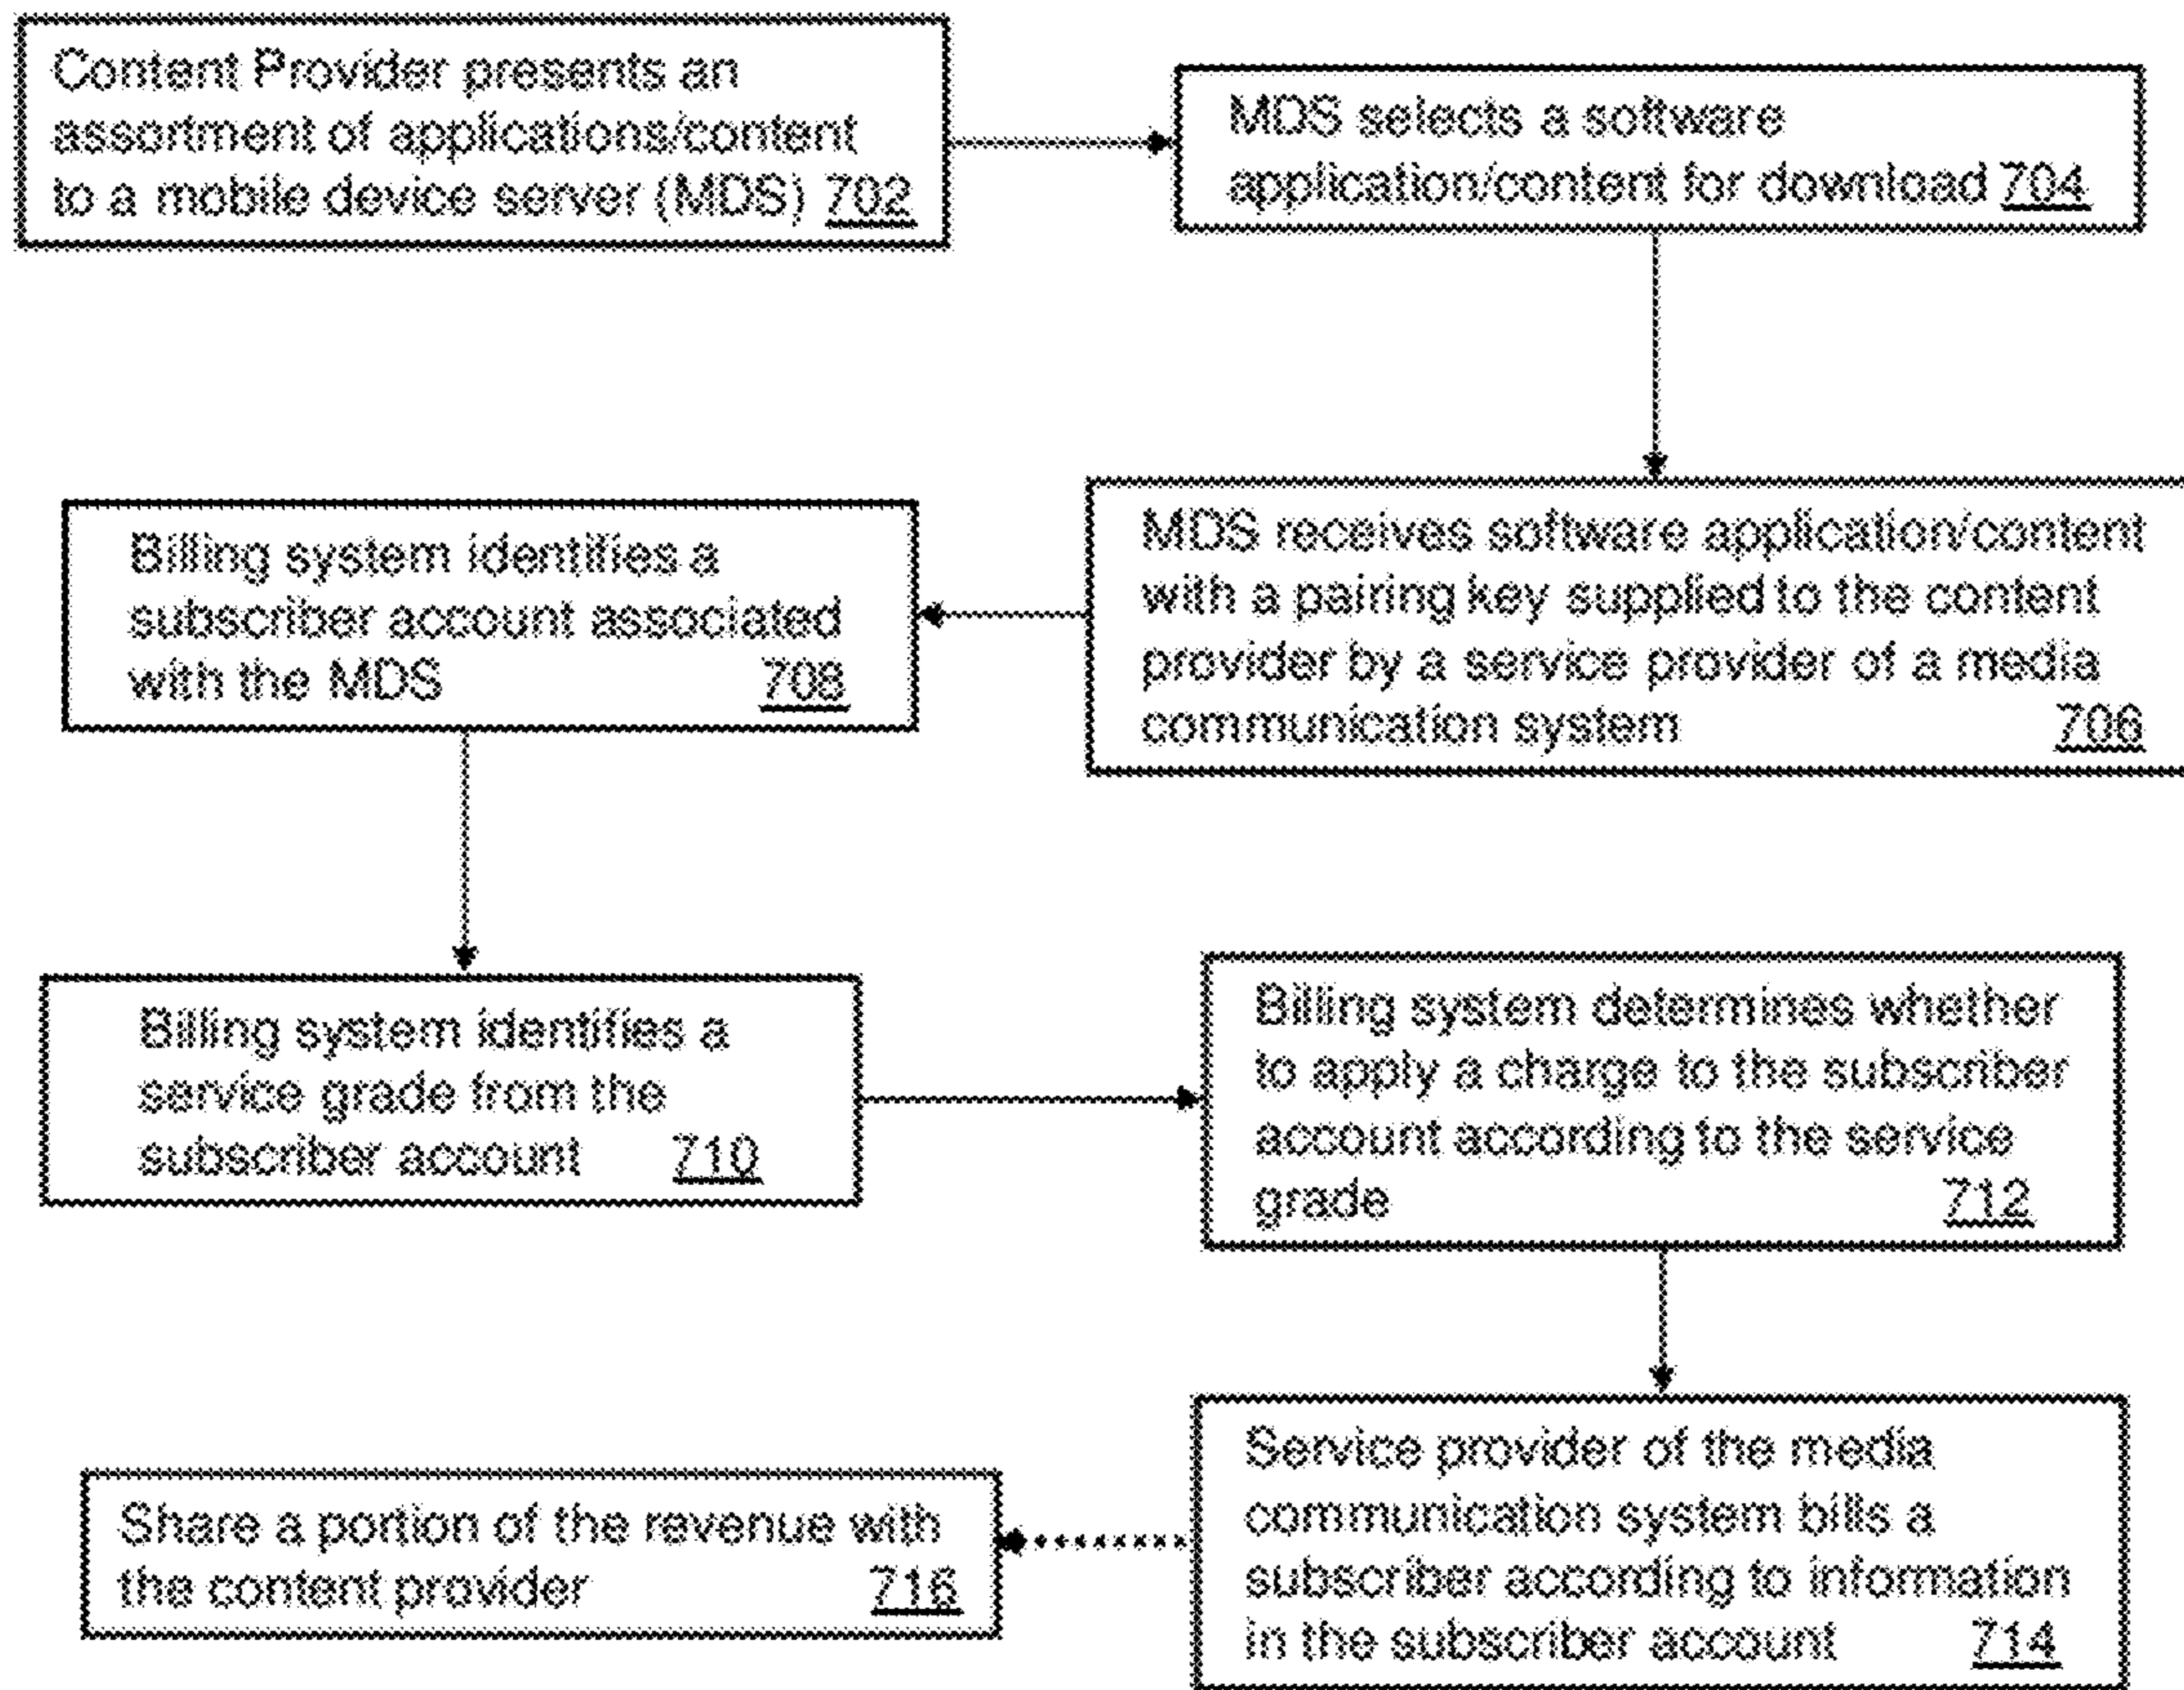 Content Provider presents an
assortment of applications/content
to a mobile device server (MDS) 702
MDS selects a software
application/content for download 704
MDS receives software application/content
with a pairing key supplied to the content
provider by a service provider of a media
communication system 706
Billing system identifies a
subscriber account associated
with the MDS 708
Billing system identifies a
service grade from the
subscriber account 710
Billing system determines whether
to apply a charge to the subscriber
account according to the service
grade 712
Service provider of the media
communication system bills a
subscriber according to information
in the subscriber account 714
Share a portion of the revenue with
the content provider 716